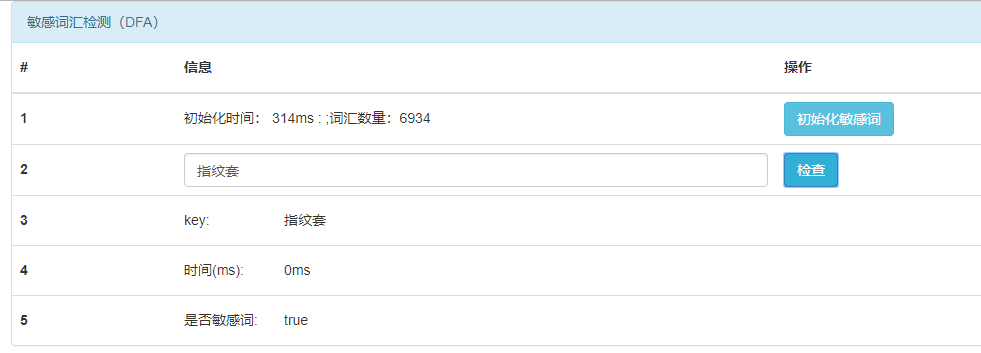 敏感词汇检测（DFA）
# 信息 操作
1 初始化时间： 314ms : ;词汇数量：6934 初始化敏感词
2 指纹套 检查
3 key: 指纹套
4 时间(ms): 0ms
5 是否敏感词: true